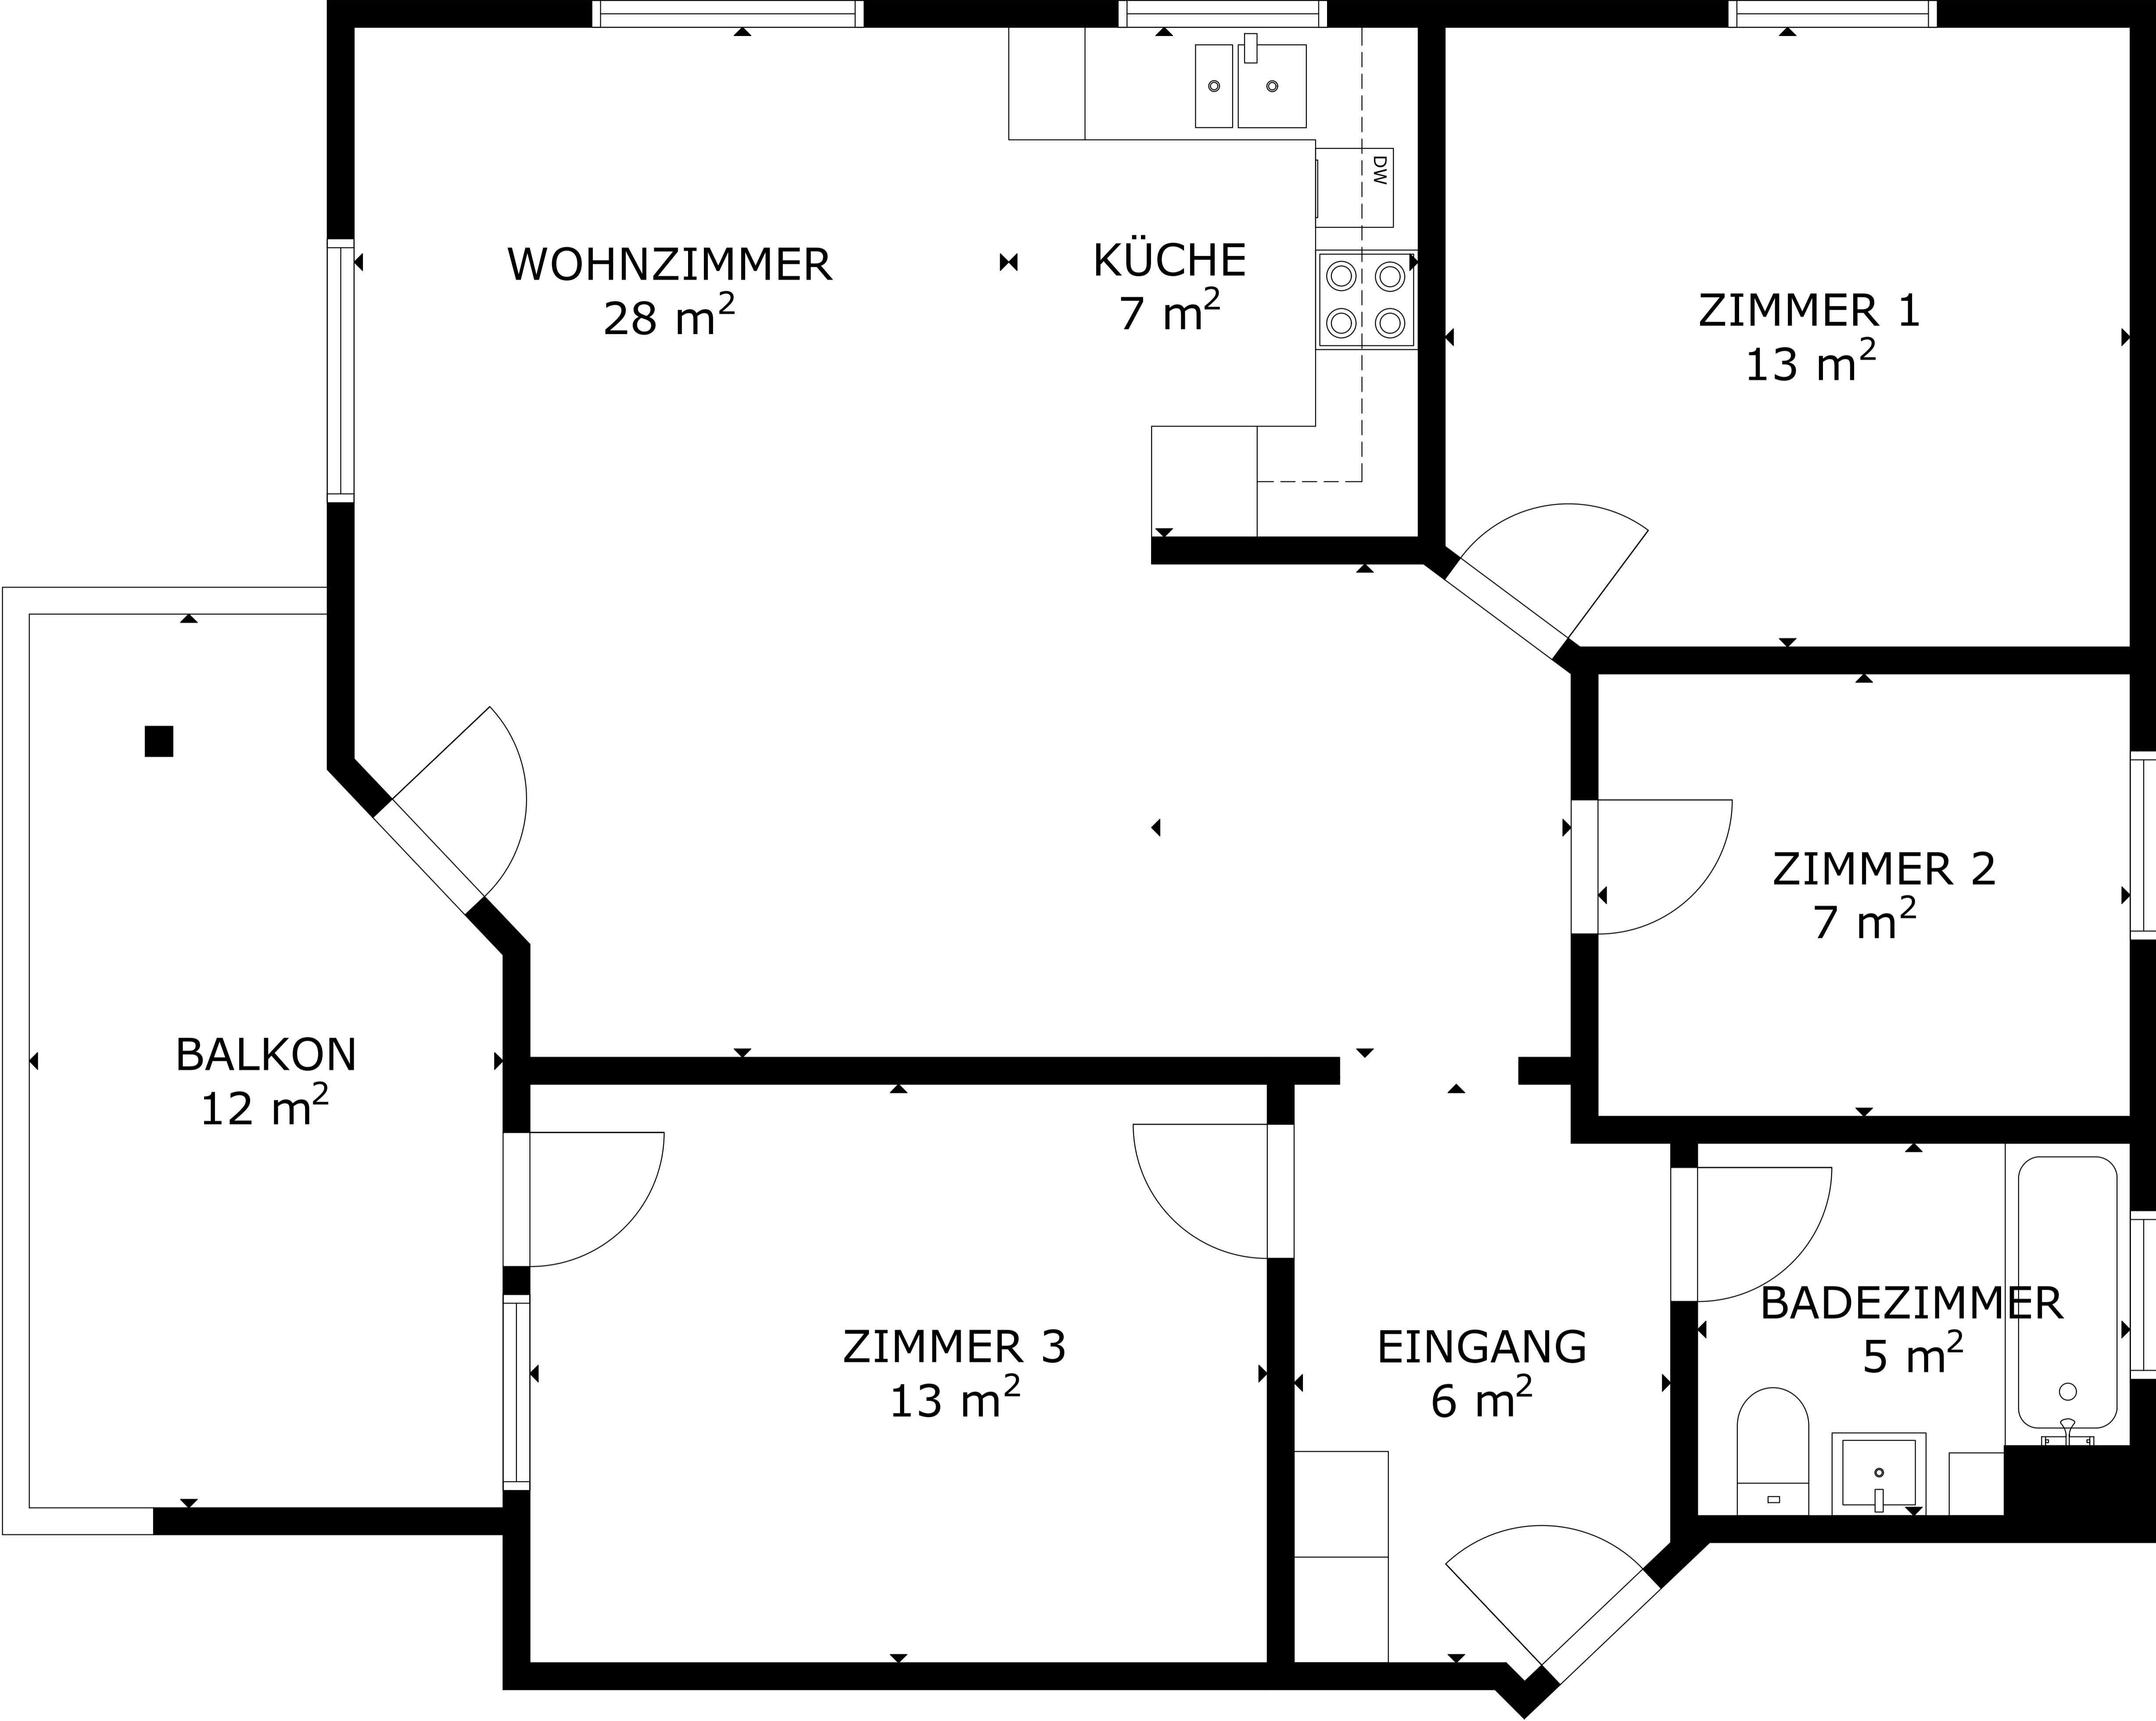 WOHNZIMMER
28 m²
KÜCHE
7 m²
DW
ZIMMER 1
13 m²
ZIMMER 2
7 m²
BALKON
12 m²
ZIMMER 3
13 m²
EINGANG
6 m²
BADEZIMMER
5 m²